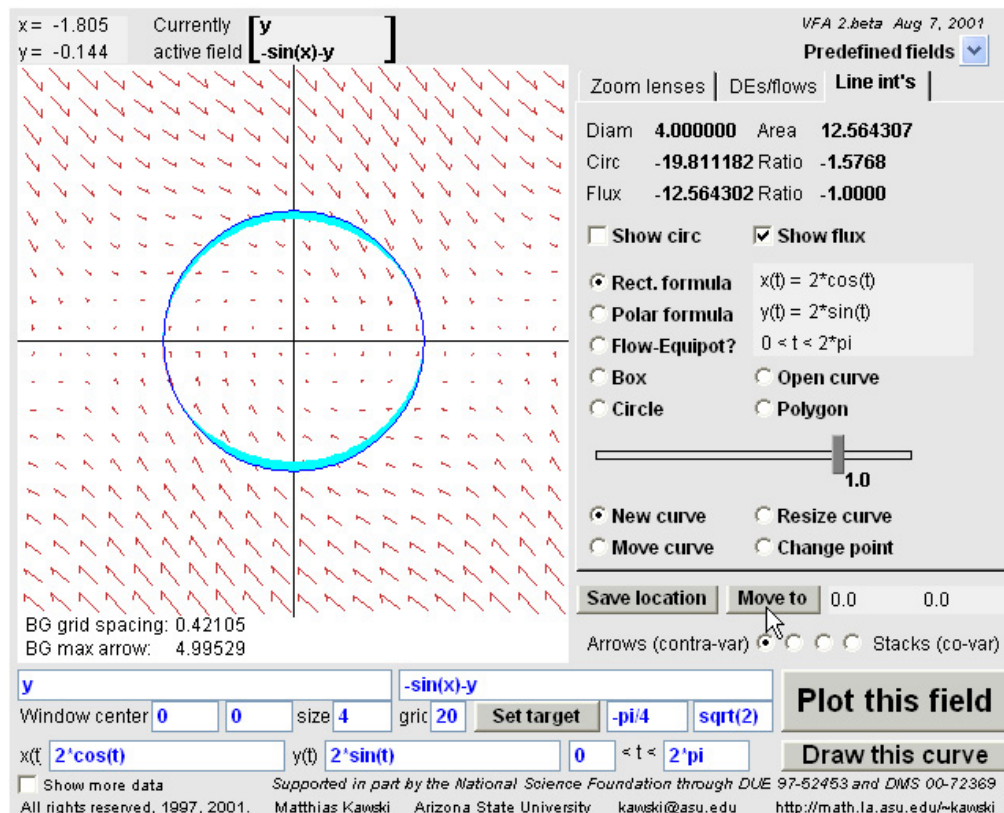 x = -1.805 Currently active field [y
y = -0.144 -sin(x)-y]
VFA 2.beta Aug 7, 2001
Predefined fields
Zoom lenses | DEs/flows | Line int's
Diam 4.000000 Area 12.564307
Circ -19.811182 Ratio -1.5768
Flux -12.564302 Ratio -1.0000
Show circ Show flux
Rect. formula x(t) = 2*cos(t)
Polar formula y(t) = 2*sin(t)
Flow-Equipot? 0 < t < 2*pi
Box Open curve
Circle Polygon
1.0
New curve Resize curve
Move curve Change point
Save location Move to 0.0 0.0
BG grid spacing: 0.42105
BG max arrow: 4.99529
Arrows (contra-var) Stacks (co-var)
y -sin(x)-y
Plot this field
Window center 0 0 size 4 gric 20 Set target -pi/4 sqrt(2)
x(t 2*cos(t) y(t) 2*sin(t) 0 < t < 2*pi Draw this curve
Show more data Supported in part by the National Science Foundation through DUE 97-52453 and DMS 00-72369
All rights reserved, 1997, 2001. Matthias Kawski Arizona State University kawski@asu.edu http://math.la.asu.edu/~kawski